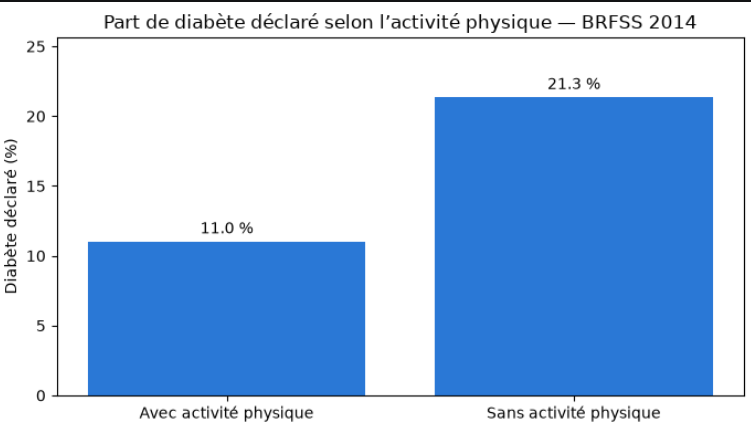 Part de diabète déclaré selon l’activité physique — BRFSS 2014
Diabète déclaré (%)
25
20
15
10
5
0
11.0 %
21.3 %
Avec activité physique
Sans activité physique